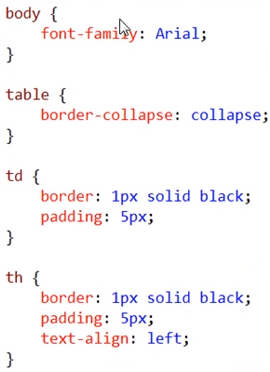 body {
    font-family: Arial;
}

table {
    border-collapse: collapse;
}

td {
    border: 1px solid black;
    padding: 5px;
}

th {
    border: 1px solid black;
    padding: 5px;
    text-align: left;
}